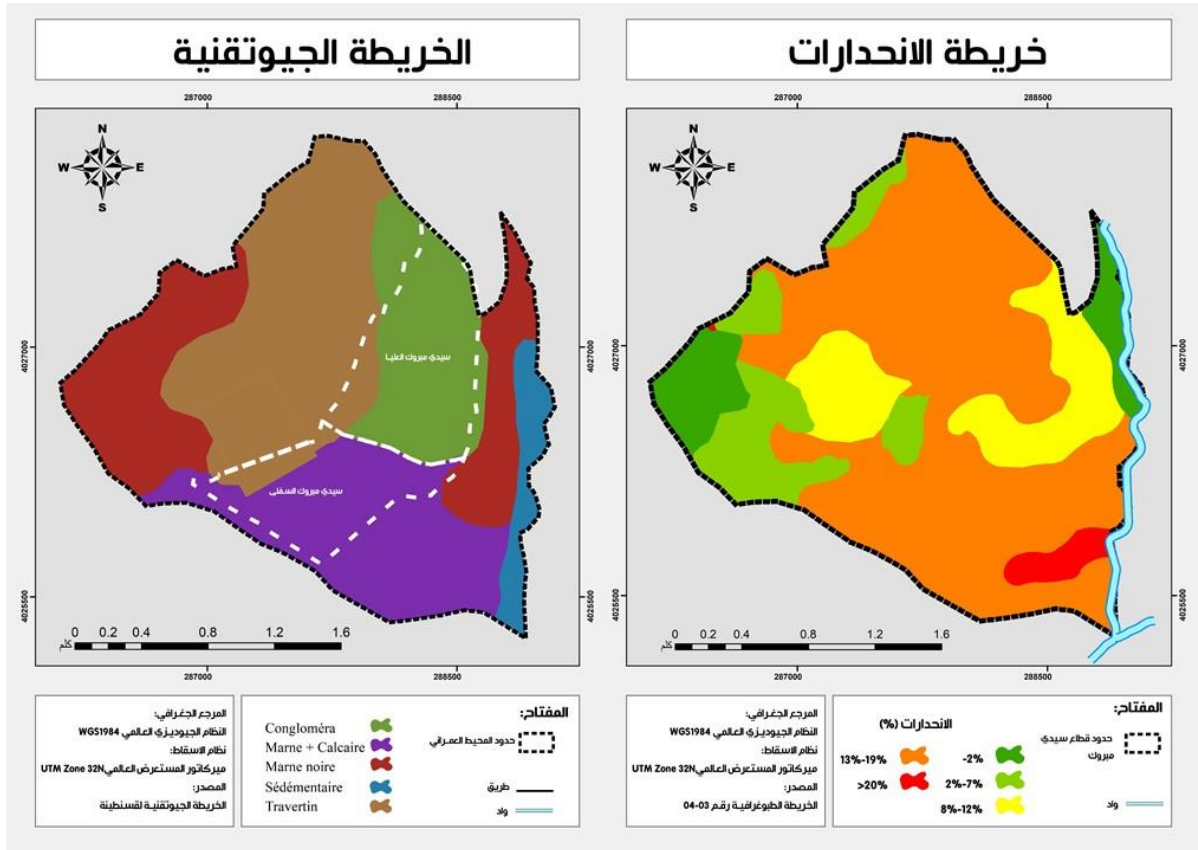 خريطة الانحدارات
287000
288500
N
W
E
S
4027000
4027000
4025500
4025500
0 0.2 0.4 0.8 1.2 1.6
كلم
287000
288500
المفتاح:
حدود قطاع سيدي
مبروك
واد
الانحدارات (%)
-2%
2%-7%
8%-12%
13%-19%
>20%
المرجع الجغرافي:
النظام الجيوديزي العالمي WGS1984
نظام الاسقاط:
ميركاتور المستعرض العالمي UTM Zone 32N
المصدر:
الخريطة الطبوغرافية رقم 03-04
الخريطة الجيوتقنية
287000
288500
N
W
E
S
4027000
4027000
سيدي مبروك العليا
سيدي مبروك السفلى
4025500
4025500
0 0.2 0.4 0.8 1.2 1.6
كلم
287000
288500
المفتاح:
حدود المحيط العمراني
طريق
واد
Congloméra
Marne + Calcaire
Marne noire
Sédémentaire
Travertin
المرجع الجغرافي:
النظام الجيوديزي العالمي WGS1984
نظام الاسقاط:
ميركاتور المستعرض العالمي UTM Zone 32N
المصدر:
الخريطة الجيوتقنية لقسنطينة